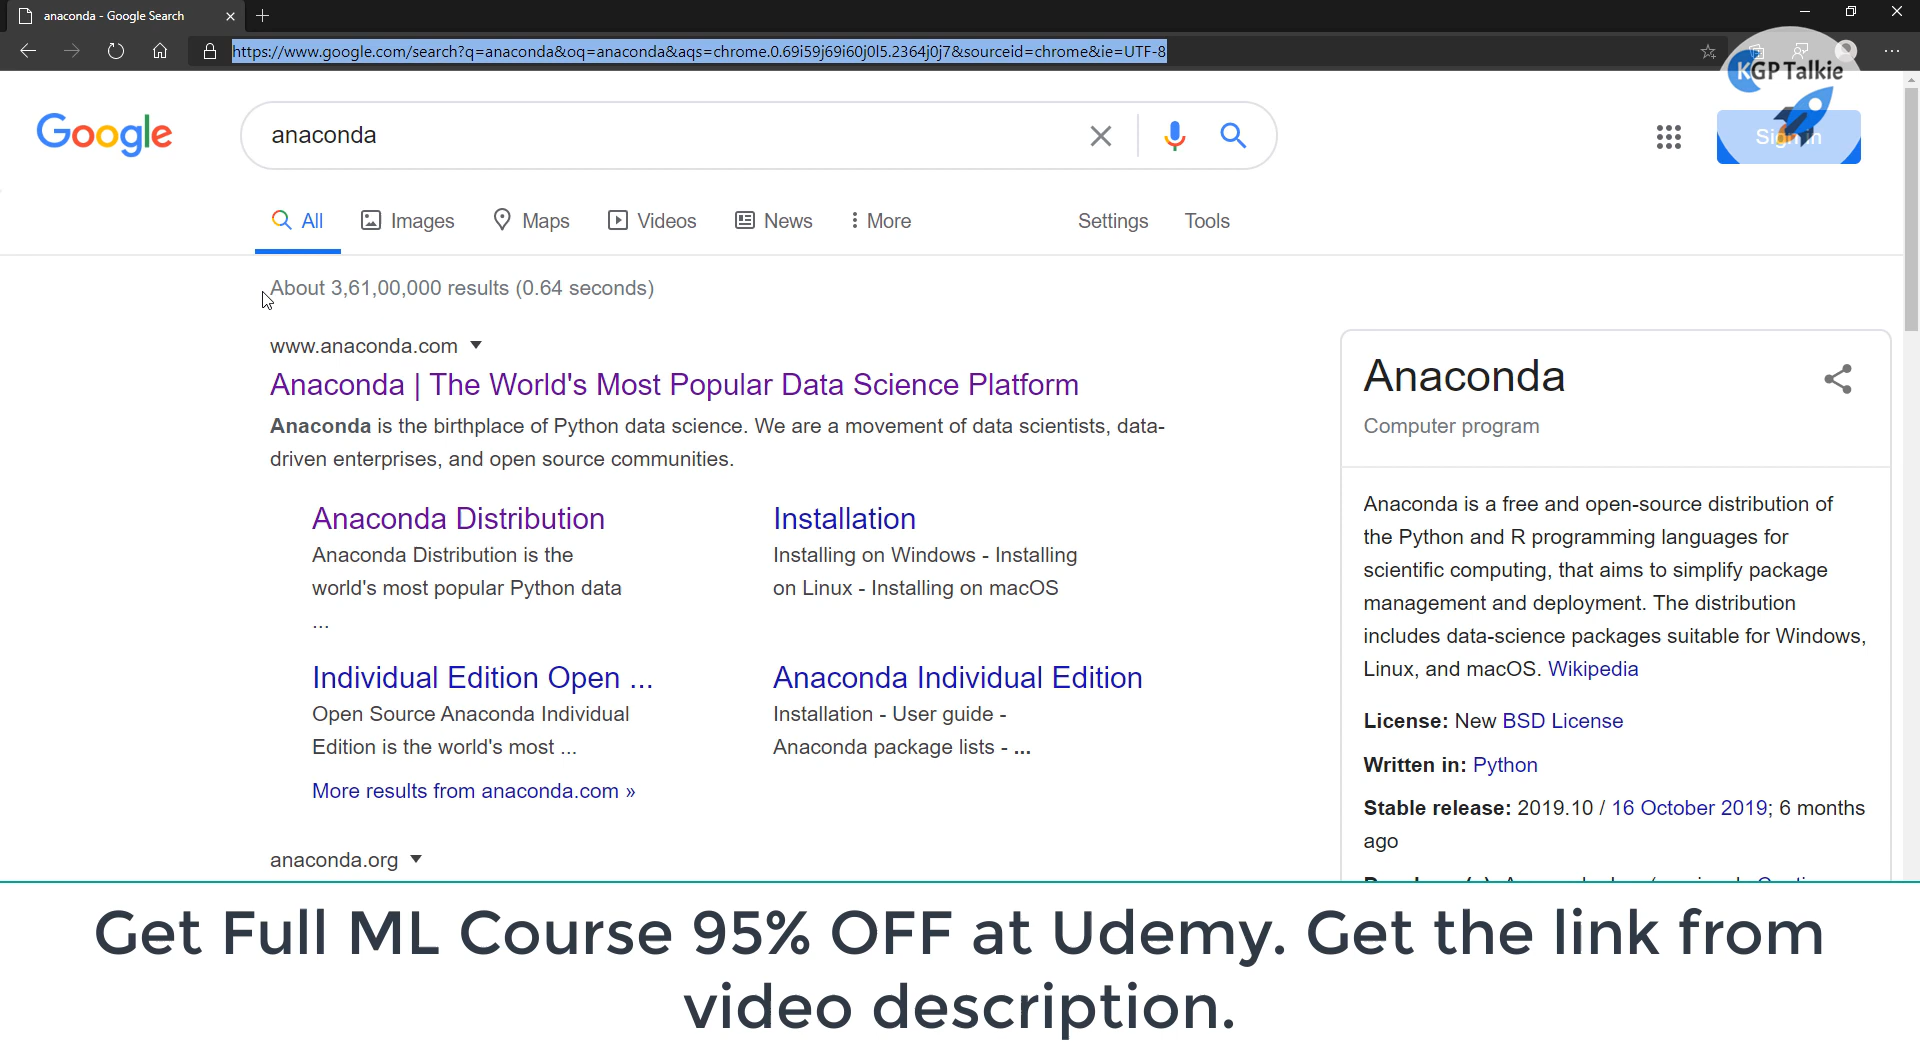 anaconda - Google Search
https://www.google.com/search?q=anaconda&oq=anaconda&aqs=chrome.0.69i59j69i60j0l5.2364j0j7&sourceid=chrome&ie=UTF-8
KGP Talkie
Google
anaconda
Sign in
All
Images
Maps
Videos
News
More
Settings
Tools
About 3,61,00,000 results (0.64 seconds)
www.anaconda.com
Anaconda | The World's Most Popular Data Science Platform
Anaconda is the birthplace of Python data science. We are a movement of data scientists, data-
driven enterprises, and open source communities.
Anaconda Distribution
Anaconda Distribution is the
world's most popular Python data
...
Installation
Installing on Windows - Installing
on Linux - Installing on macOS
Individual Edition Open ...
Open Source Anaconda Individual
Edition is the world's most ...
Anaconda Individual Edition
Installation - User guide -
Anaconda package lists - ...
More results from anaconda.com »
anaconda.org
Anaconda
Computer program
Anaconda is a free and open-source distribution of
the Python and R programming languages for
scientific computing, that aims to simplify package
management and deployment. The distribution
includes data-science packages suitable for Windows,
Linux, and macOS. Wikipedia
License: New BSD License
Written in: Python
Stable release: 2019.10 / 16 October 2019; 6 months
ago
Get Full ML Course 95% OFF at Udemy. Get the link from
video description.